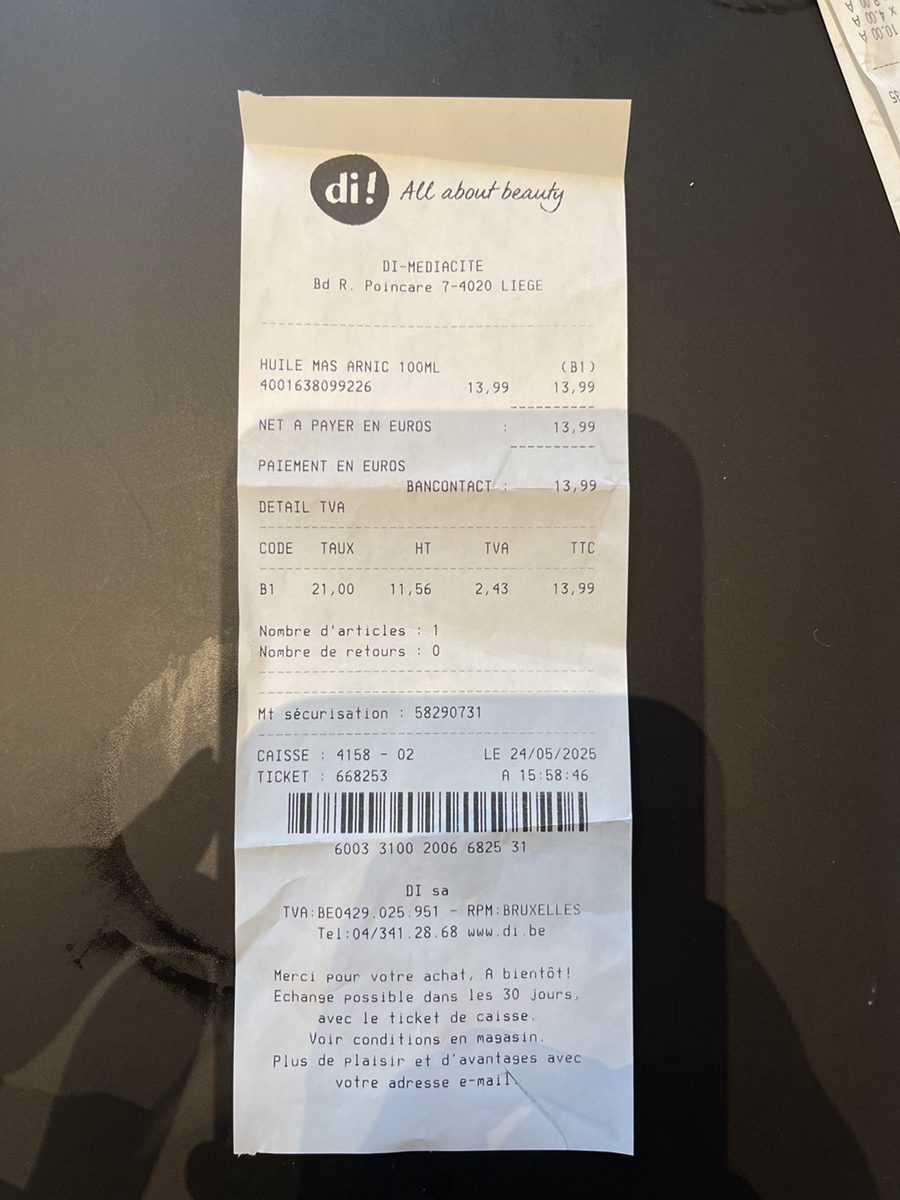 di! All about beauty
DI-MEDIACITE
Bd R. Poincare 7-4020 LIEGE
HUILE MAS ARNIC 100ML (B1)
4001638099226 13,99 13,99
NET A PAYER EN EUROS : 13,99
PAIEMENT EN EUROS
BANCONTACT : 13,99
DETAIL TVA
CODE TAUX HT TVA TTC
B1 21,00 11,56 2,43 13,99
Nombre d'articles : 1
Nombre de retours : 0
Mt sécurisation : 58290731
CAISSE : 4158 - 02 LE 24/05/2025
TICKET : 668253 A 15:58:46
6003 3100 2006 6825 31
DI sa
TVA:BE0429.025.951 - RPM:BRUXELLES
Tel:04/341.28.68 www.di.be
Merci pour votre achat, A bientôt!
Echange possible dans les 30 jours,
avec le ticket de caisse.
Voir conditions en magasin.
Plus de plaisir et d'avantages avec
votre adresse e-mail.
10.00 A
x 4.00 A